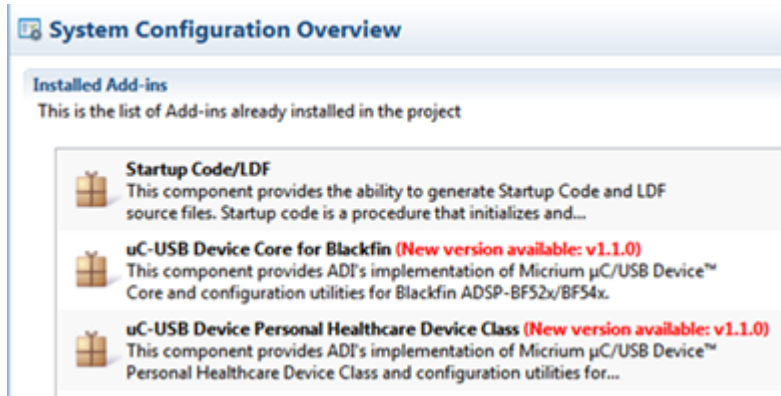 System Configuration Overview
Installed Add-ins
This is the list of Add-ins already installed in the project
Startup Code/LDF
This component provides the ability to generate Startup Code and LDF
source files. Startup code is a procedure that initializes and...
uC-USB Device Core for Blackfin (New version available: v1.1.0)
This component provides ADI's implementation of Micrium µC/USB Device™
Core and configuration utilities for Blackfin ADSP-BF52x/BF54x.
uC-USB Device Personal Healthcare Device Class (New version available: v1.1.0)
This component provides ADI's implementation of Micrium µC/USB Device™
Personal Healthcare Device Class and configuration utilities for...